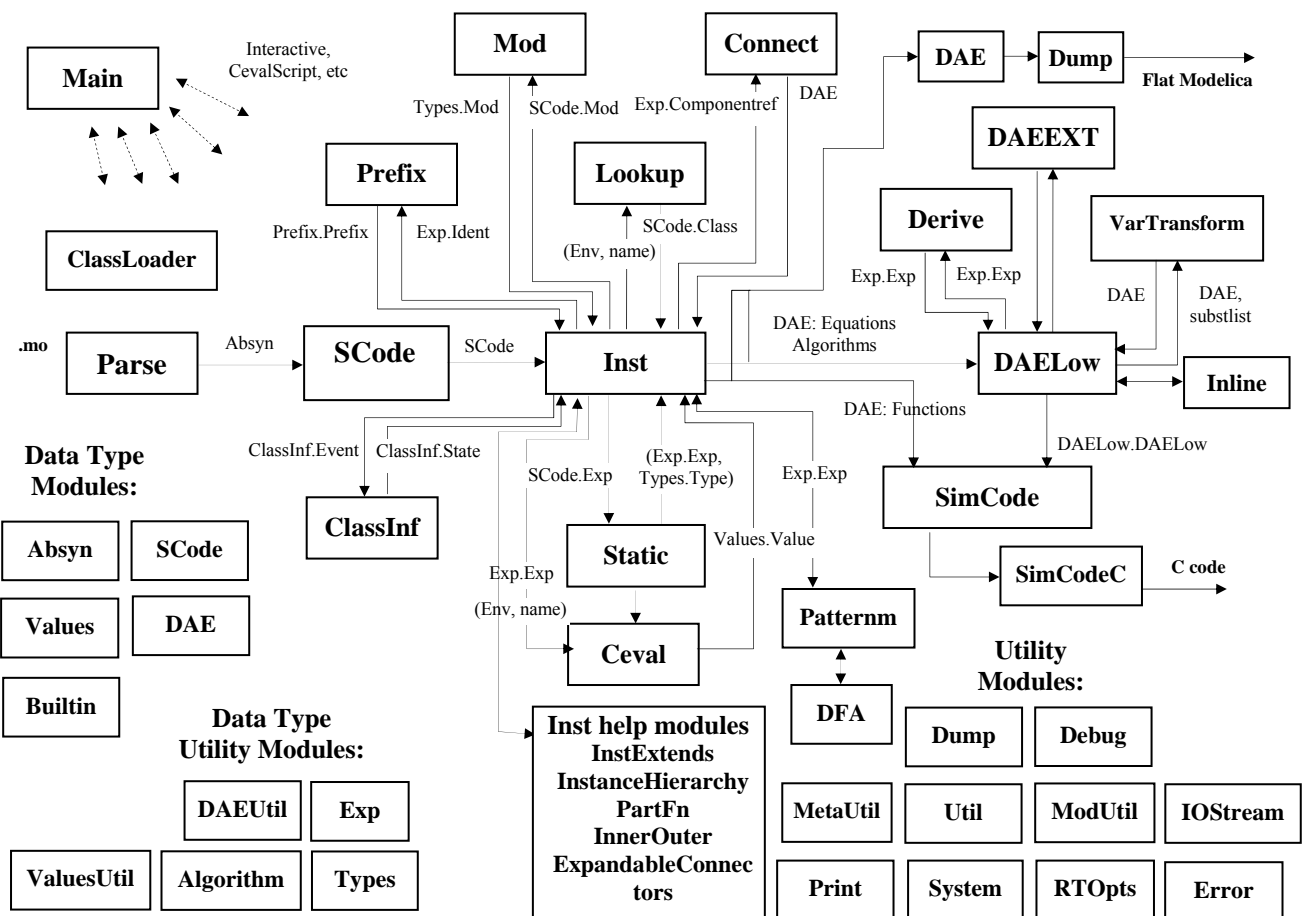 Main
Interactive,
CevalScript, etc
Mod
Connect
DAE
Dump
Flat Modelica
Types.Mod
SCode.Mod
Exp.Componentref
DAE
DAEEXT
Prefix
Lookup
Derive
VarTransform
Prefix.Prefix
Exp.Ident
(Env, name)
SCode.Class
Exp.Exp
Exp.Exp
DAE
DAE,
substlist
ClassLoader
.mo
Parse
Absyn
SCode
SCode
Inst
DAE: Equations
Algorithms
DAELow
Inline
DAE: Functions
DAELow.DAELow
ClassInf.Event
ClassInf.State
SCode.Exp
(Exp.Exp,
Types.Type)
Exp.Exp
SimCode
ClassInf
Static
Values.Value
SimCodeC
C code
Exp.Exp
(Env, name)
Ceval
Patternm
DFA
Data Type
Modules:
Absyn
SCode
Values
DAE
Builtin
Data Type
Utility Modules:
DAEUtil
Exp
ValuesUtil
Algorithm
Types
Inst help modules
InstExtends
InstanceHierarchy
PartFn
InnerOuter
ExpandableConnec
tors
Utility
Modules:
Dump
Debug
MetaUtil
Util
ModUtil
IOStream
Print
System
RTOpts
Error